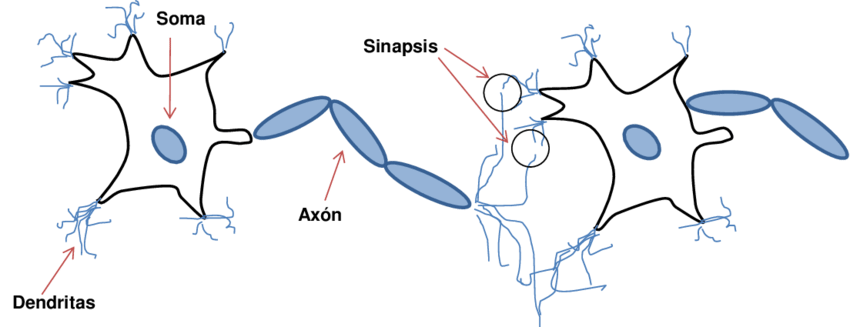 Soma
Sinapsis
Axón
Dendritas